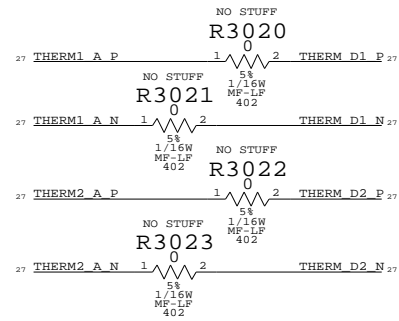 NO STUFF
R3020
0
27 THERM1_A_P 1 2 THERM_D1_P 27
5%
1/16W
MF-LF
402
NO STUFF
R3021
0
27 THERM1_A_N 1 2 THERM_D1_N 27
5%
1/16W
MF-LF
402
NO STUFF
R3022
0
27 THERM2_A_P 1 2 THERM_D2_P 27
5%
1/16W
MF-LF
402
NO STUFF
R3023
0
27 THERM2_A_N 1 2 THERM_D2_N 27
5%
1/16W
MF-LF
402